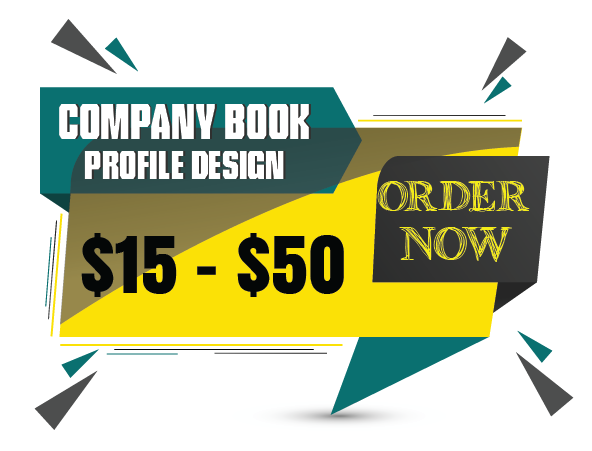 COMPANY BOOK
PROFILE DESIGN
$15 - $50
ORDER
NOW